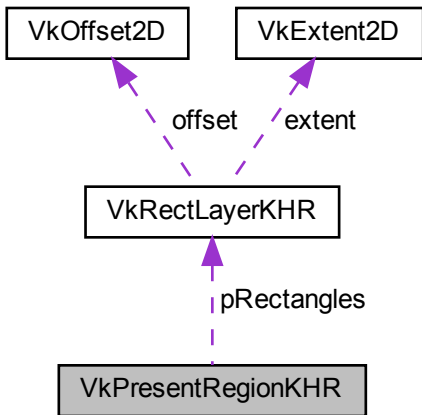 VkOffset2D
VkExtent2D
offset
extent
VkRectLayerKHR
pRectangles
VkPresentRegionKHR